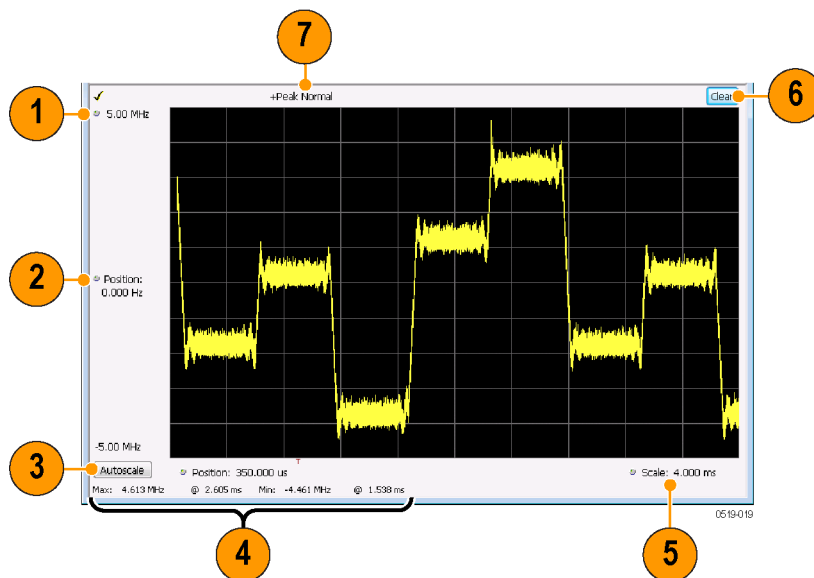 7
+Peak Normal
Clear
6
1
5.00 MHz
2
Position:
0.000 Hz
-5.00 MHz
3
Autoscale
T
Position: 350.000 us
Scale: 4.000 ms
Max: 4.613 MHz @ 2.605 ms Min: -4.461 MHz @ 1.538 ms
0519-019
4
5